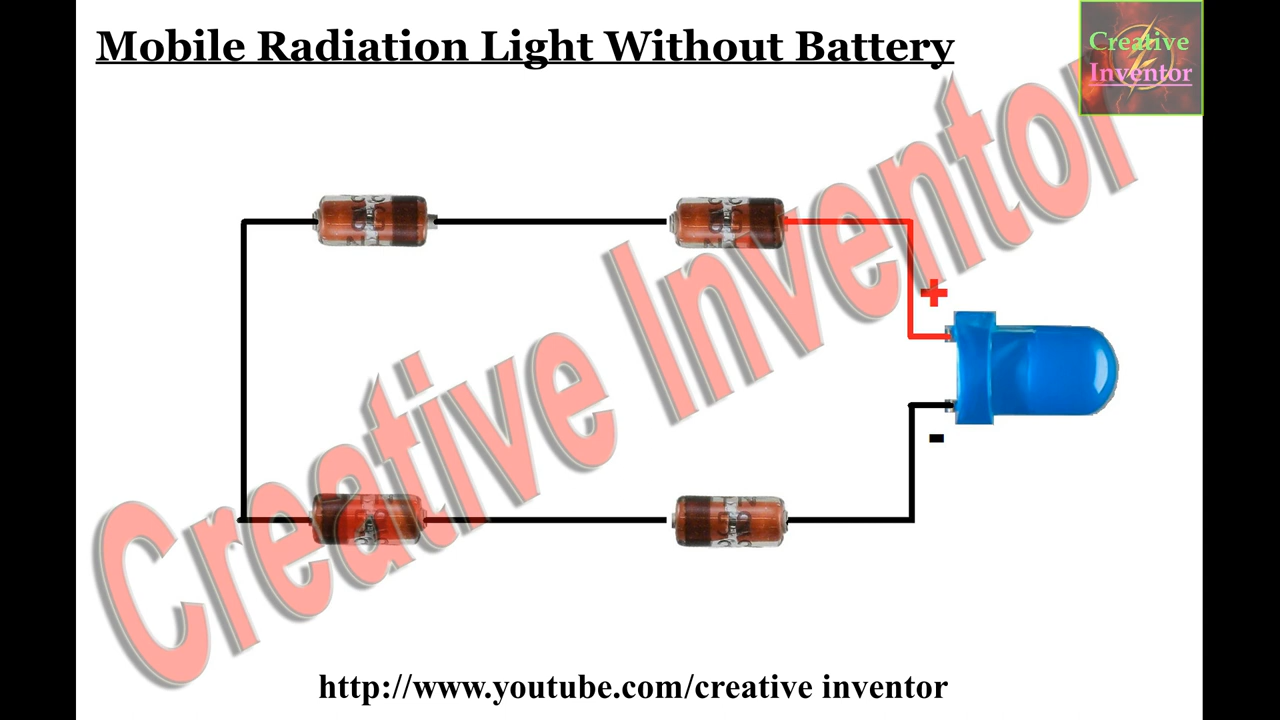 Mobile Radiation Light Without Battery
Creative
Inventor
Creative Inventor
+
-
http://www.youtube.com/creative inventor